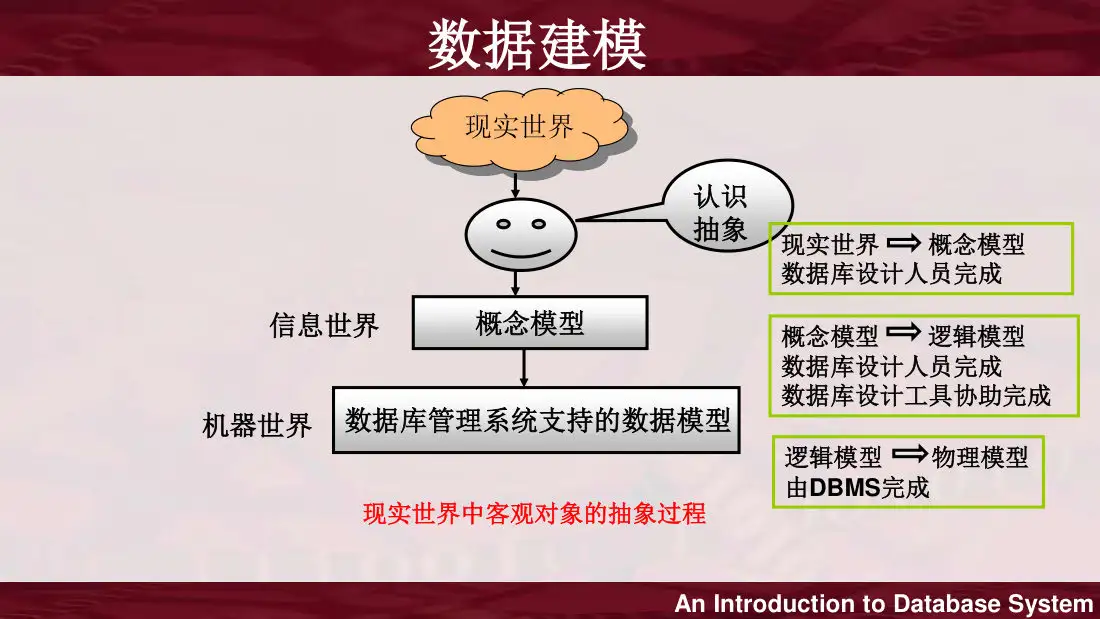 数据建模
现实世界
认识
抽象
现实世界 ⇨ 概念模型
数据库设计人员完成
信息世界
概念模型
概念模型 ⇨ 逻辑模型
数据库设计人员完成
数据库设计工具协助完成
机器世界
数据库管理系统支持的数据模型
逻辑模型 ⇨物理模型
由DBMS完成
现实世界中客观对象的抽象过程
An Introduction to Database System